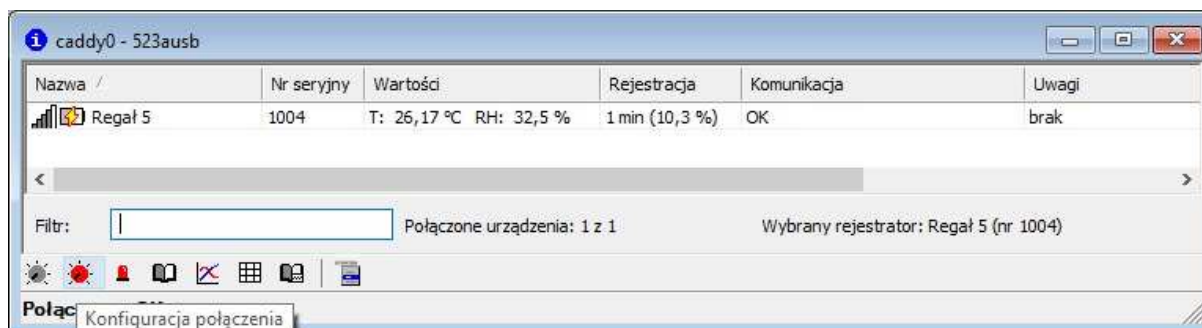 caddy0 - 523ausb
Nazwa Nr seryjny Wartości Rejestracja Komunikacja Uwagi
Regał 5 1004 T: 26,17 °C RH: 32,5 % 1 min (10,3 %) OK brak
Filtr: Połączone urządzenia: 1 z 1 Wybrany rejestrator: Regał 5 (nr 1004)
Konfiguracja połączenia